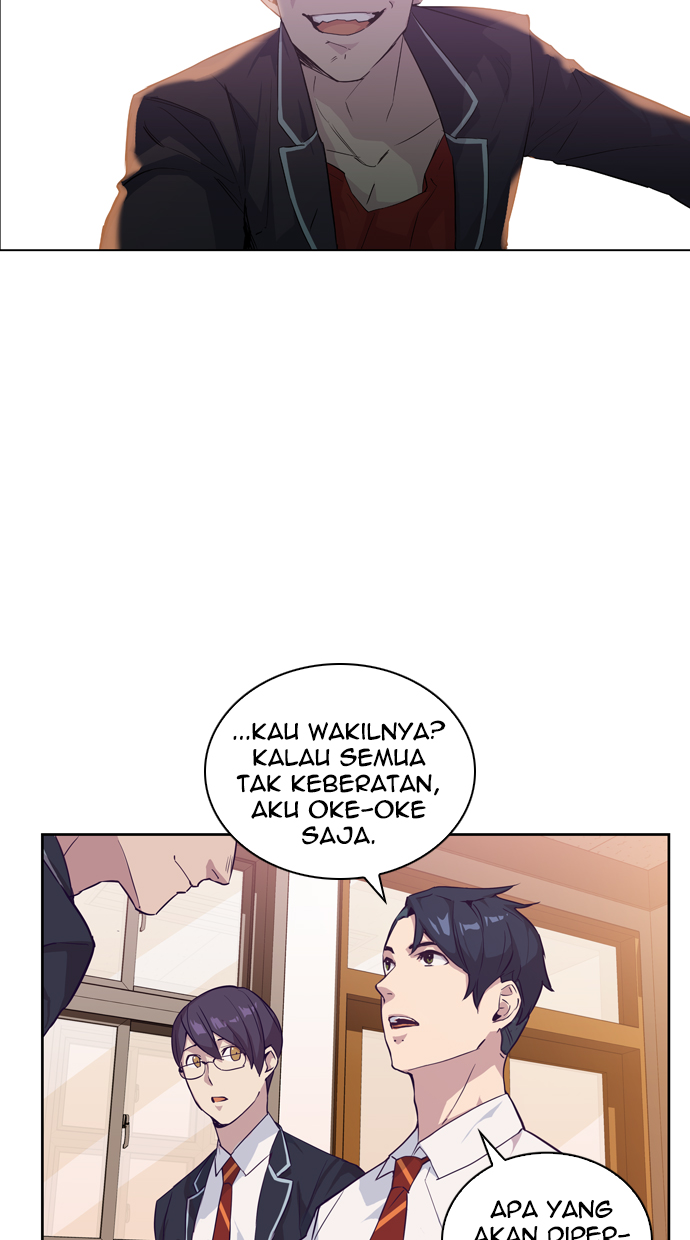 ...KAU WAKILNYA?
KALAU SEMUA
TAK KEBERATAN,
AKU OKE-OKE
SAJA.
APA YANG
AKAN DIPER-